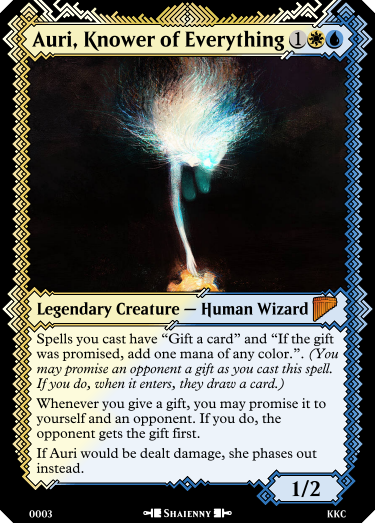 Auri, Knower of Everything 1
Legendary Creature — Human Wizard
Spells you cast have “Gift a card” and “If the gift
was promised, add one mana of any color.”. (You
may promise an opponent a gift as you cast this spell.
If you do, when it enters, they draw a card.)
Whenever you give a gift, you may promise it to
yourself and an opponent. If you do, the
opponent gets the gift first.
If Auri would be dealt damage, she phases out
instead.
1/2
0003 Shaienny KKC